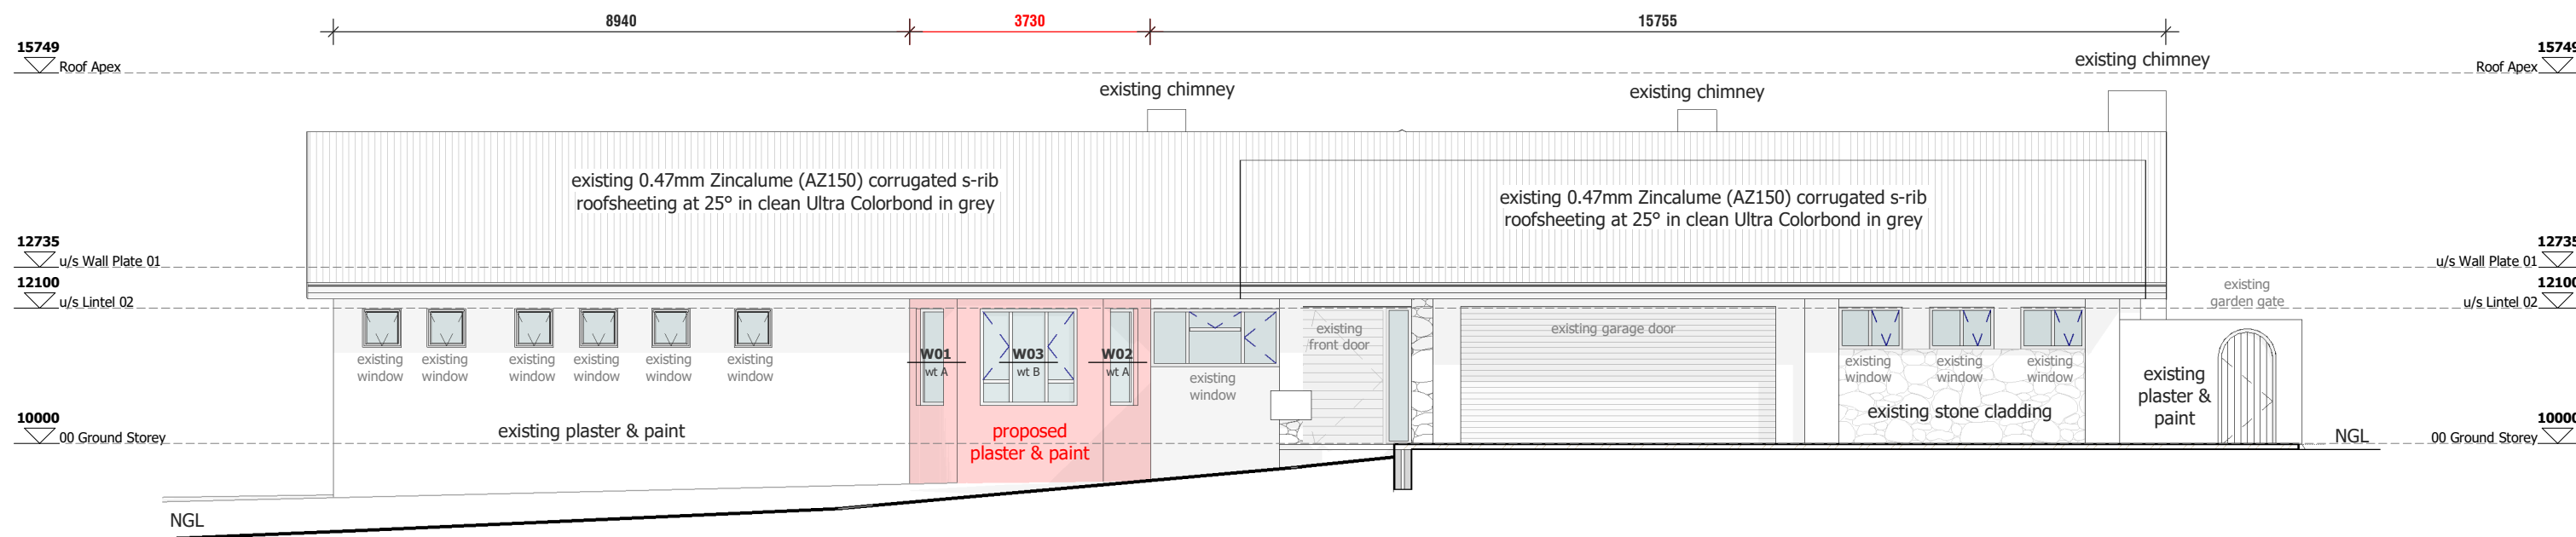 8940
3730
15755
15749
Roof Apex
15749
Roof Apex
existing chimney
existing chimney
existing chimney
existing 0.47mm Zincalume (AZ150) corrugated s-rib
roofsheeting at 25° in clean Ultra Colorbond in grey
existing 0.47mm Zincalume (AZ150) corrugated s-rib
roofsheeting at 25° in clean Ultra Colorbond in grey
12735
u/s Wall Plate 01
12735
u/s Wall Plate 01
12100
u/s Lintel 02
12100
u/s Lintel 02
existing
garden gate
existing
window
existing
window
existing
window
existing
window
existing
window
existing
window
W01
wt A
W03
wt B
W02
wt A
existing
window
existing
front door
existing garage door
existing
window
existing
window
existing
window
existing
plaster &
paint
existing stone cladding
existing plaster & paint
proposed
plaster & paint
10000
00 Ground Storey
10000
00 Ground Storey
NGL
NGL